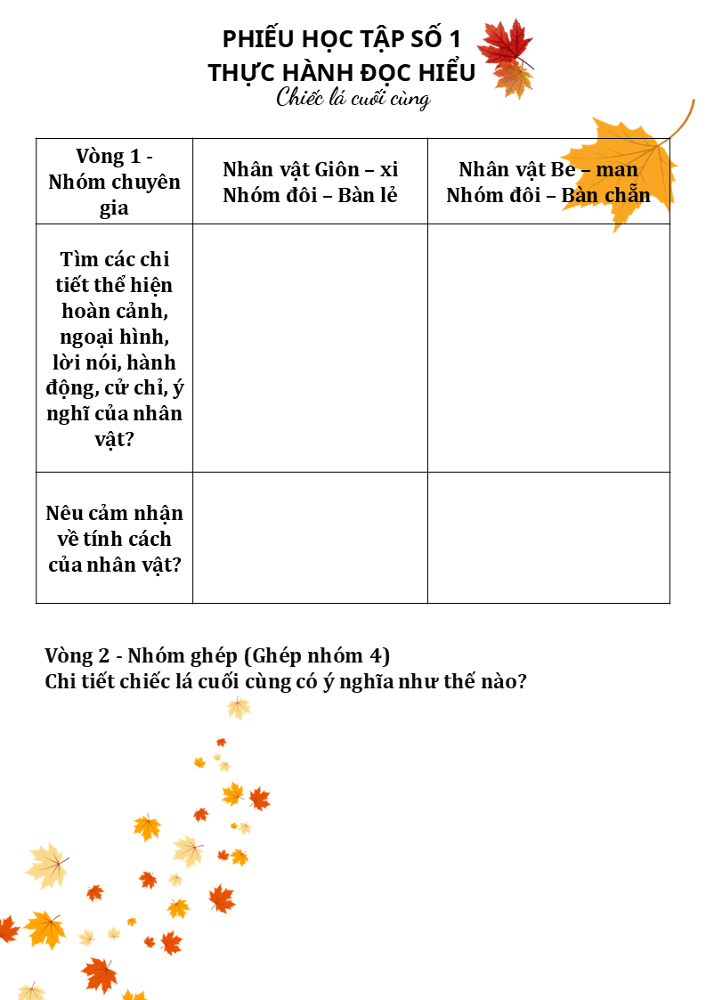 PHIẾU HỌC TẬP SỐ 1
THỰC HÀNH ĐỌC HIỂU
Chiếc lá cuối cùng
Vòng 1 -
Nhóm chuyên
gia
Nhân vật Giôn – xi
Nhóm đôi – Bàn lẻ
Nhân vật Be – man
Nhóm đôi – Bàn chẵn
Tìm các chi
tiết thể hiện
hoàn cảnh,
ngoại hình,
lời nói, hành
động, cử chỉ, ý
nghĩ của nhân
vật?
Nêu cảm nhận
về tính cách
của nhân vật?
Vòng 2 - Nhóm ghép (Ghép nhóm 4)
Chi tiết chiếc lá cuối cùng có ý nghĩa như thế nào?